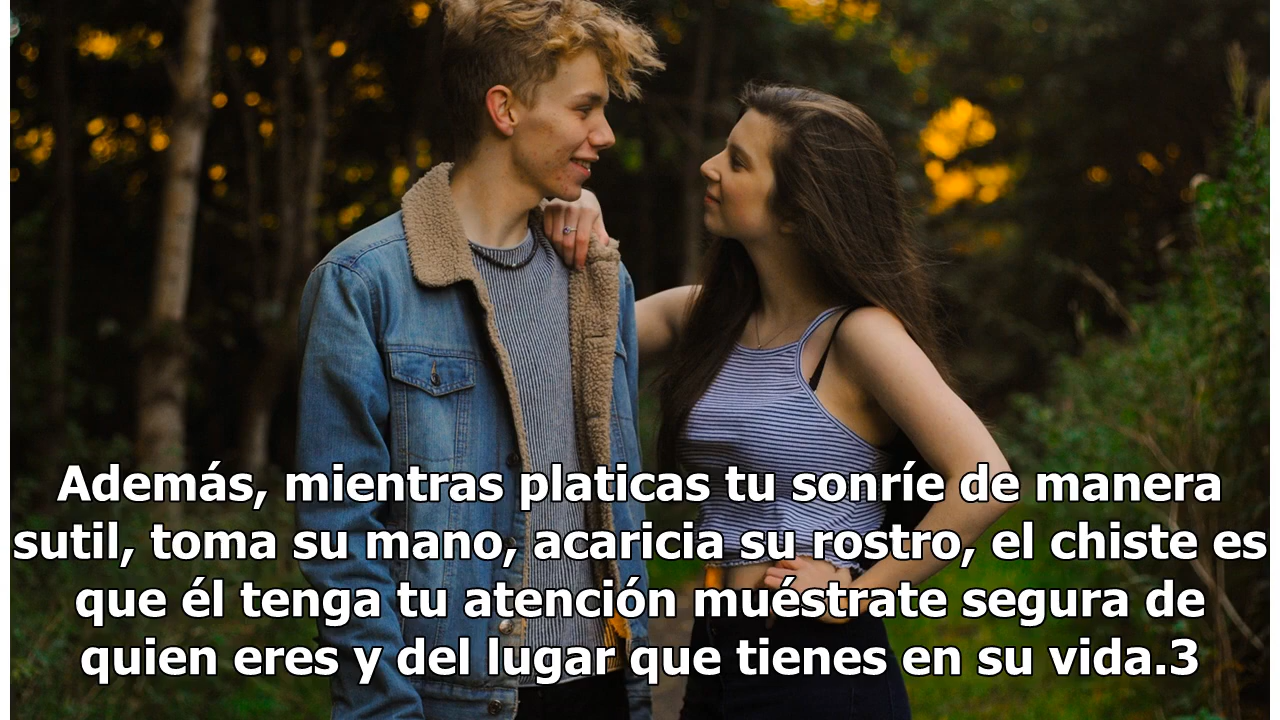 Además, mientras platicas tu sonríe de manera
sutil, toma su mano, acaricia su rostro, el chiste es
que él tenga tu atención muéstrate segura de
quien eres y del lugar que tienes en su vida.3